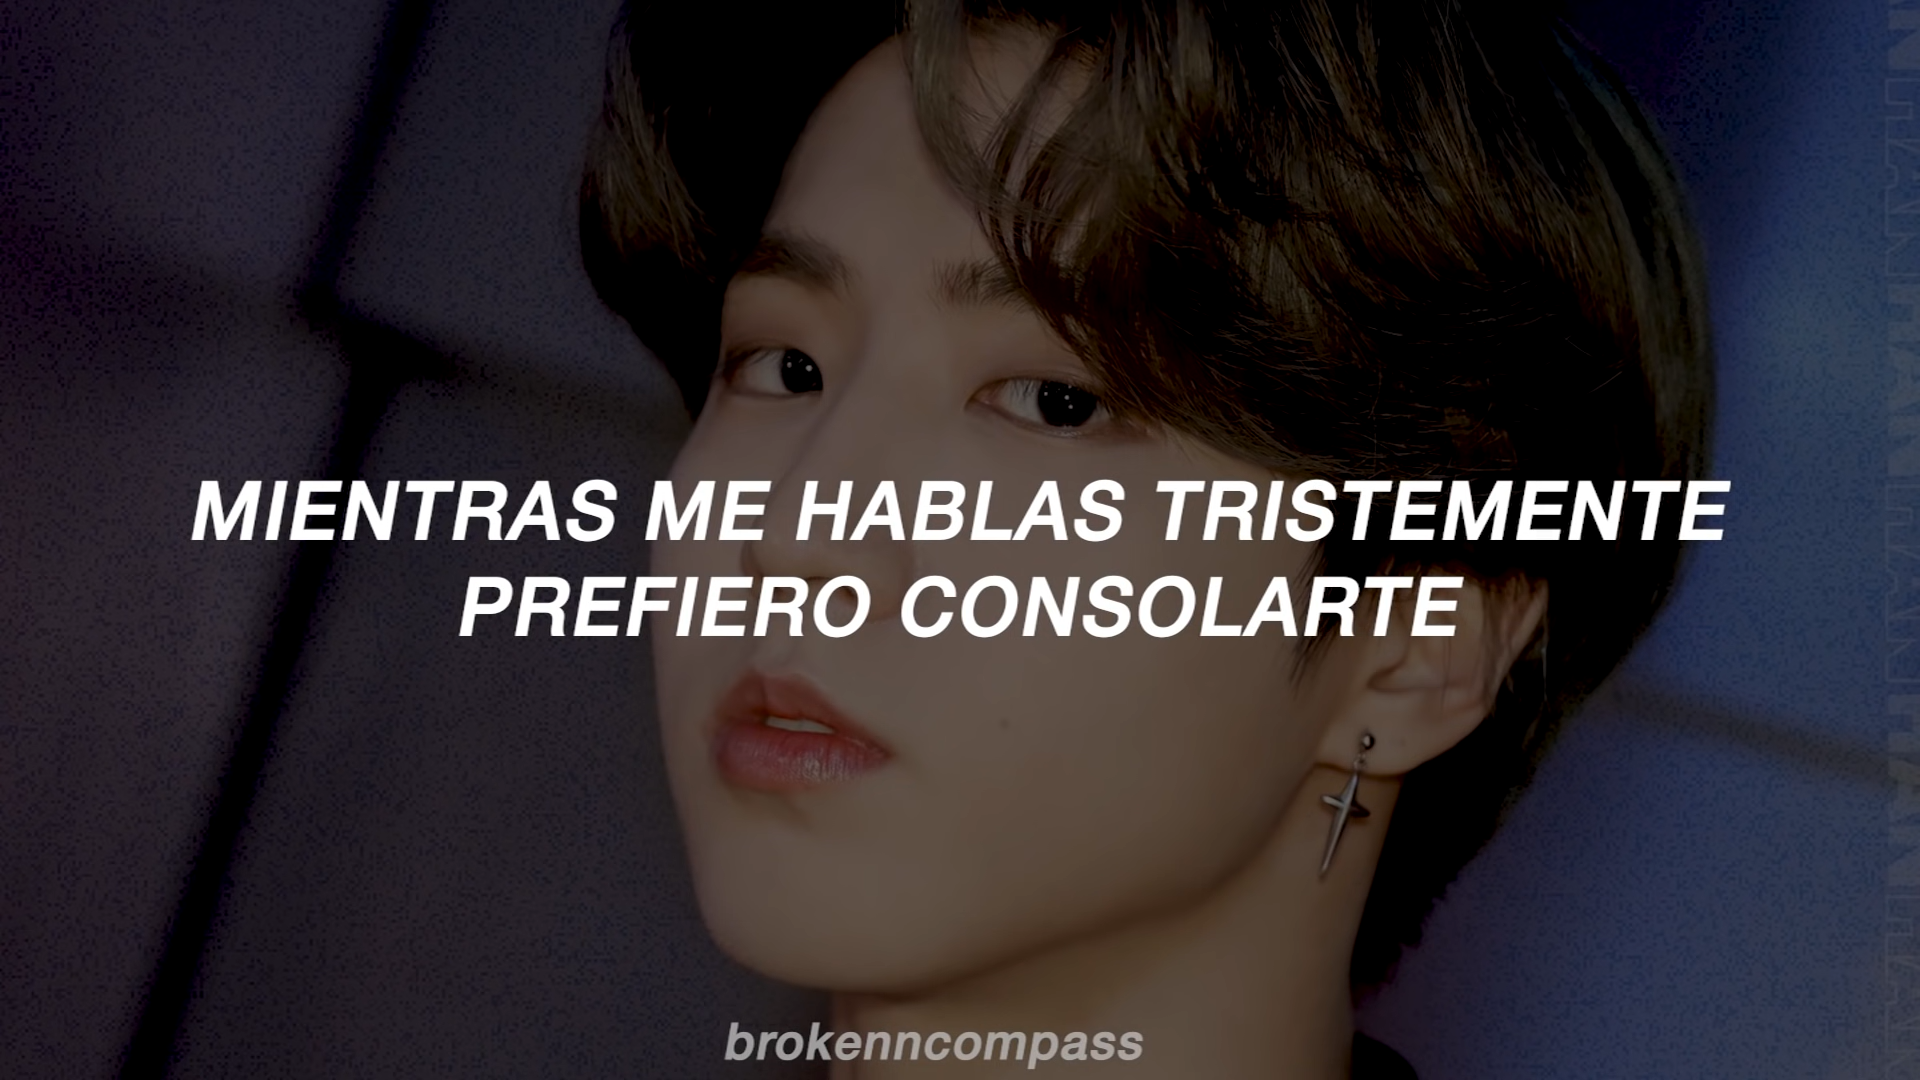 MIENTRAS ME HABLAS TRISTEMENTE
PREFIERO CONSOLARTE
brokenncompass